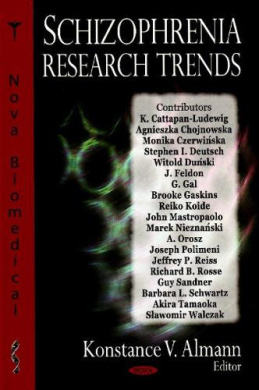 SCHIZOPHRENIA
RESEARCH TRENDS
Nova Biomedical
Contributors
K. Cattapan-Ludewig
Agnieszka Chojnowska
Monika Czerwińska
Stephen I. Deutsch
Witold Duński
J. Feldon
G. Gal
Brooke Gaskins
Reiko Koide
John Mastropaolo
Marek Nieznański
A. Orosz
Joseph Polimeni
Jeffrey P. Reiss
Richard B. Rosse
Guy Sandner
Barbara L. Schwartz
Akira Tamaoka
Sławomir Walczak
Konstance V. Almann
Editor